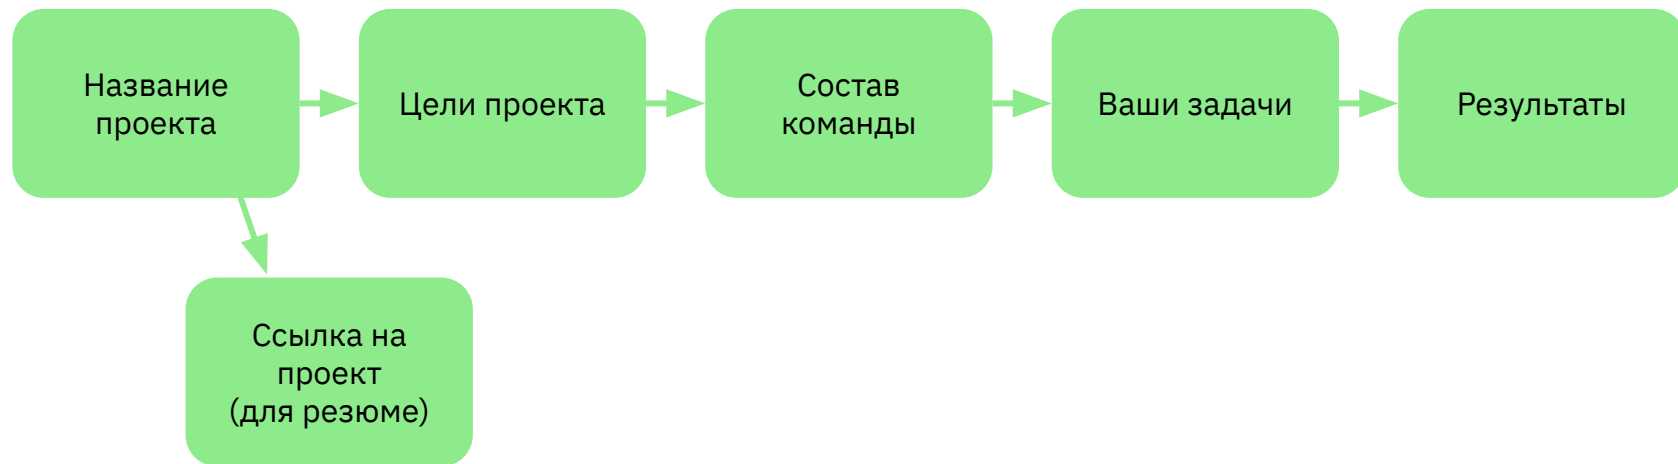 Название
проекта
Цели проекта
Состав
команды
Ваши задачи
Результаты
Ссылка на
проект
(для резюме)